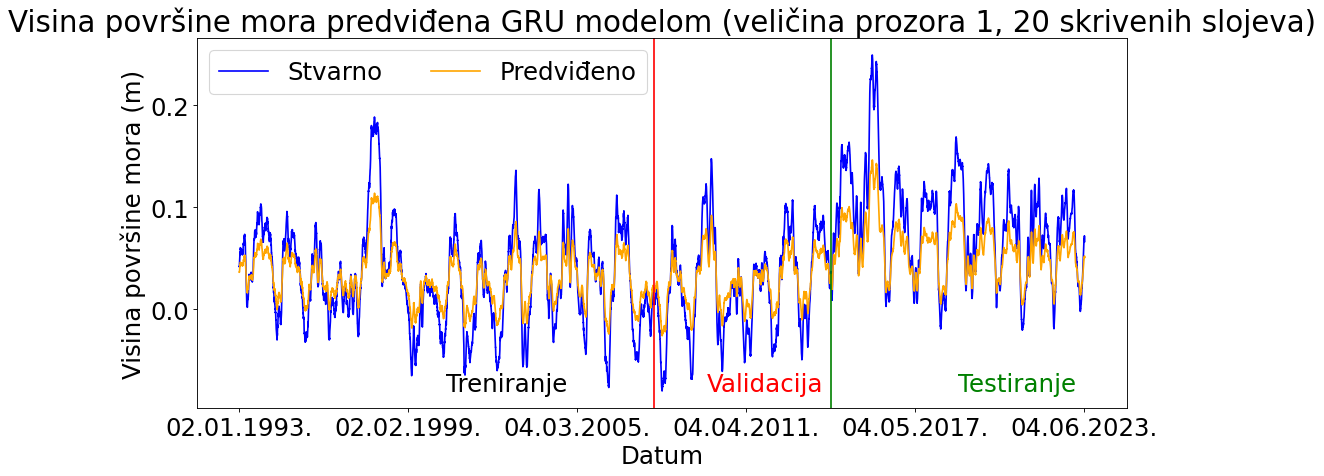 Visina površine mora predviđena GRU modelom (veličina prozora 1, 20 skrivenih slojeva)
Stvarno
Predviđeno
Visina površine mora (m)
0.2
0.1
0.0
Treniranje
Validacija
Testiranje
02.01.1993.
02.02.1999.
04.03.2005.
04.04.2011.
04.05.2017.
04.06.2023.
Datum